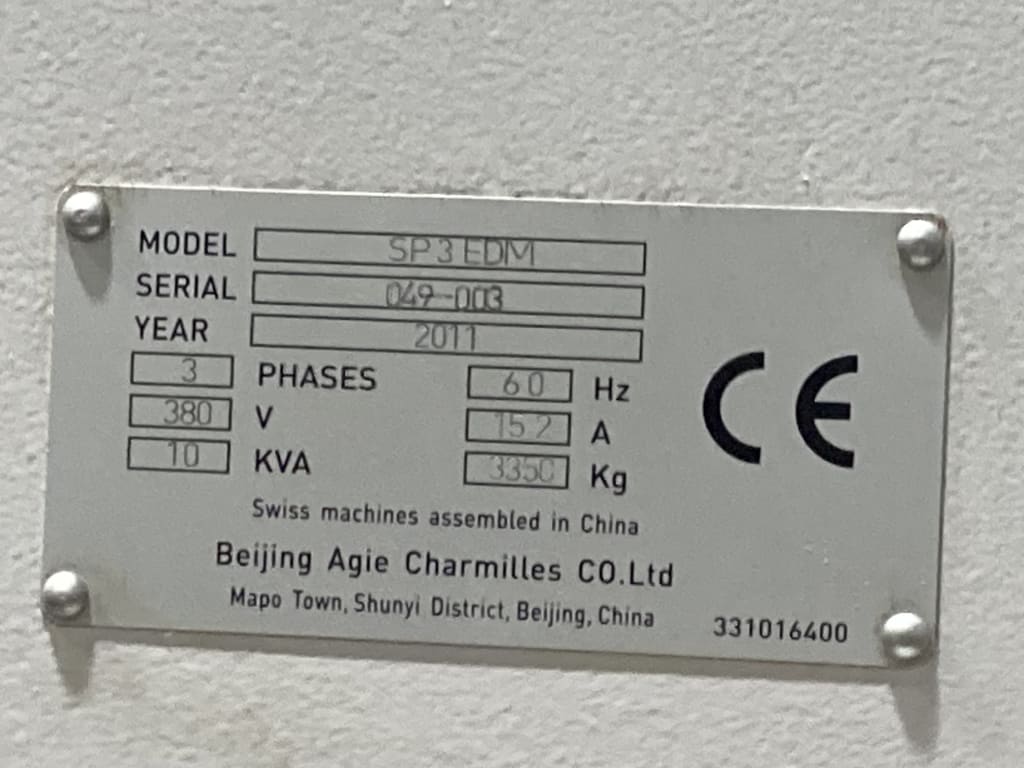 MODEL SP3 EDM
SERIAL 049-003
YEAR 2011
3 PHASES 60 Hz
380 V 15.2 A
10 KVA 3350 Kg
CE
Swiss machines assembled in China
Beijing Agie Charmilles CO.Ltd
Mapo Town, Shunyi District, Beijing, China
331016400